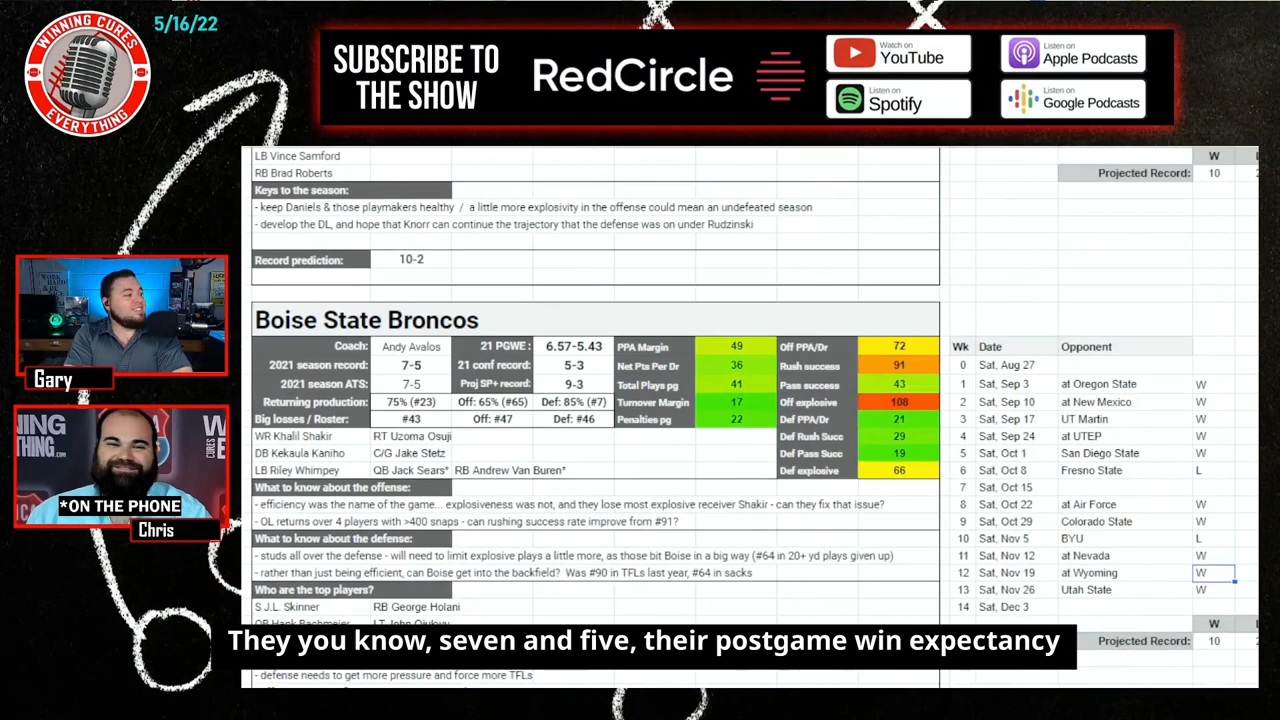 5/16/22
WINNING CURES
EVERYTHING
SUBSCRIBE TO
THE SHOW
RedCircle
Watch on
YouTube
Listen on
Apple Podcasts
Listen on
Spotify
Listen on
Google Podcasts
LB Vince Samford
W
RB Brad Roberts
Projected Record: 10
Keys to the season:
- keep Daniels & those playmakers healthy / a little more explosivity in the offense could mean an undefeated season
- develop the DL, and hope that Knorr can continue the trajectory that the defense was on under Rudzinski
Record prediction: 10-2
Boise State Broncos
Coach: Andy Avalos 21 PGWE: 6.57-5.43 PPA Margin 49 Off PPA/Dr 72
2021 season record: 7-5 21 conf record: 5-3 Net Pts Per Dr 36 Rush success 91
2021 season ATS: 7-5 Proj SP+ record: 9-3 Total Plays pg 41 Pass success 43
Returning production: 75% (#23) Off: 65% (#65) Def: 85% (#7) Turnover Margin 17 Off explosive 108
Big losses / Roster: #43 Off: #47 Def: #46 Penalties pg 22 Def PPA/Dr 21
WR Khalil Shakir RT Uzoma Osuji Def Rush Succ 29
DB Kekaula Kaniho C/G Jake Stetz Def Pass Succ 19
LB Riley Whimpey QB Jack Sears* RB Andrew Van Buren* Def explosive 66
What to know about the offense:
- efficiency was the name of the game... explosiveness was not, and they lose most explosive receiver Shakir - can they fix that issue?
- OL returns over 4 players with >400 snaps - can rushing success rate improve from #91?
What to know about the defense:
- studs all over the defense - will need to limit explosive plays a little more, as those bit Boise in a big way (#64 in 20+ yd plays given up)
- rather than just being efficient, can Boise get into the backfield? Was #90 in TFLs last year, #64 in sacks
Who are the top players?
S J.L. Skinner RB George Holani
- defense needs to get more pressure and force more TFLs
Wk Date Opponent
0 Sat, Aug 27
1 Sat, Sep 3 at Oregon State W
2 Sat, Sep 10 at New Mexico W
3 Sat, Sep 17 UT Martin W
4 Sat, Sep 24 at UTEP W
5 Sat, Oct 1 San Diego State W
6 Sat, Oct 8 Fresno State L
7 Sat, Oct 15
8 Sat, Oct 22 at Air Force W
9 Sat, Oct 29 Colorado State W
10 Sat, Nov 5 BYU L
11 Sat, Nov 12 at Nevada W
12 Sat, Nov 19 at Wyoming W
13 Sat, Nov 26 Utah State W
14 Sat, Dec 3
W
Projected Record: 10
Gary
*ON THE PHONE
Chris
They you know, seven and five, their postgame win expectancy